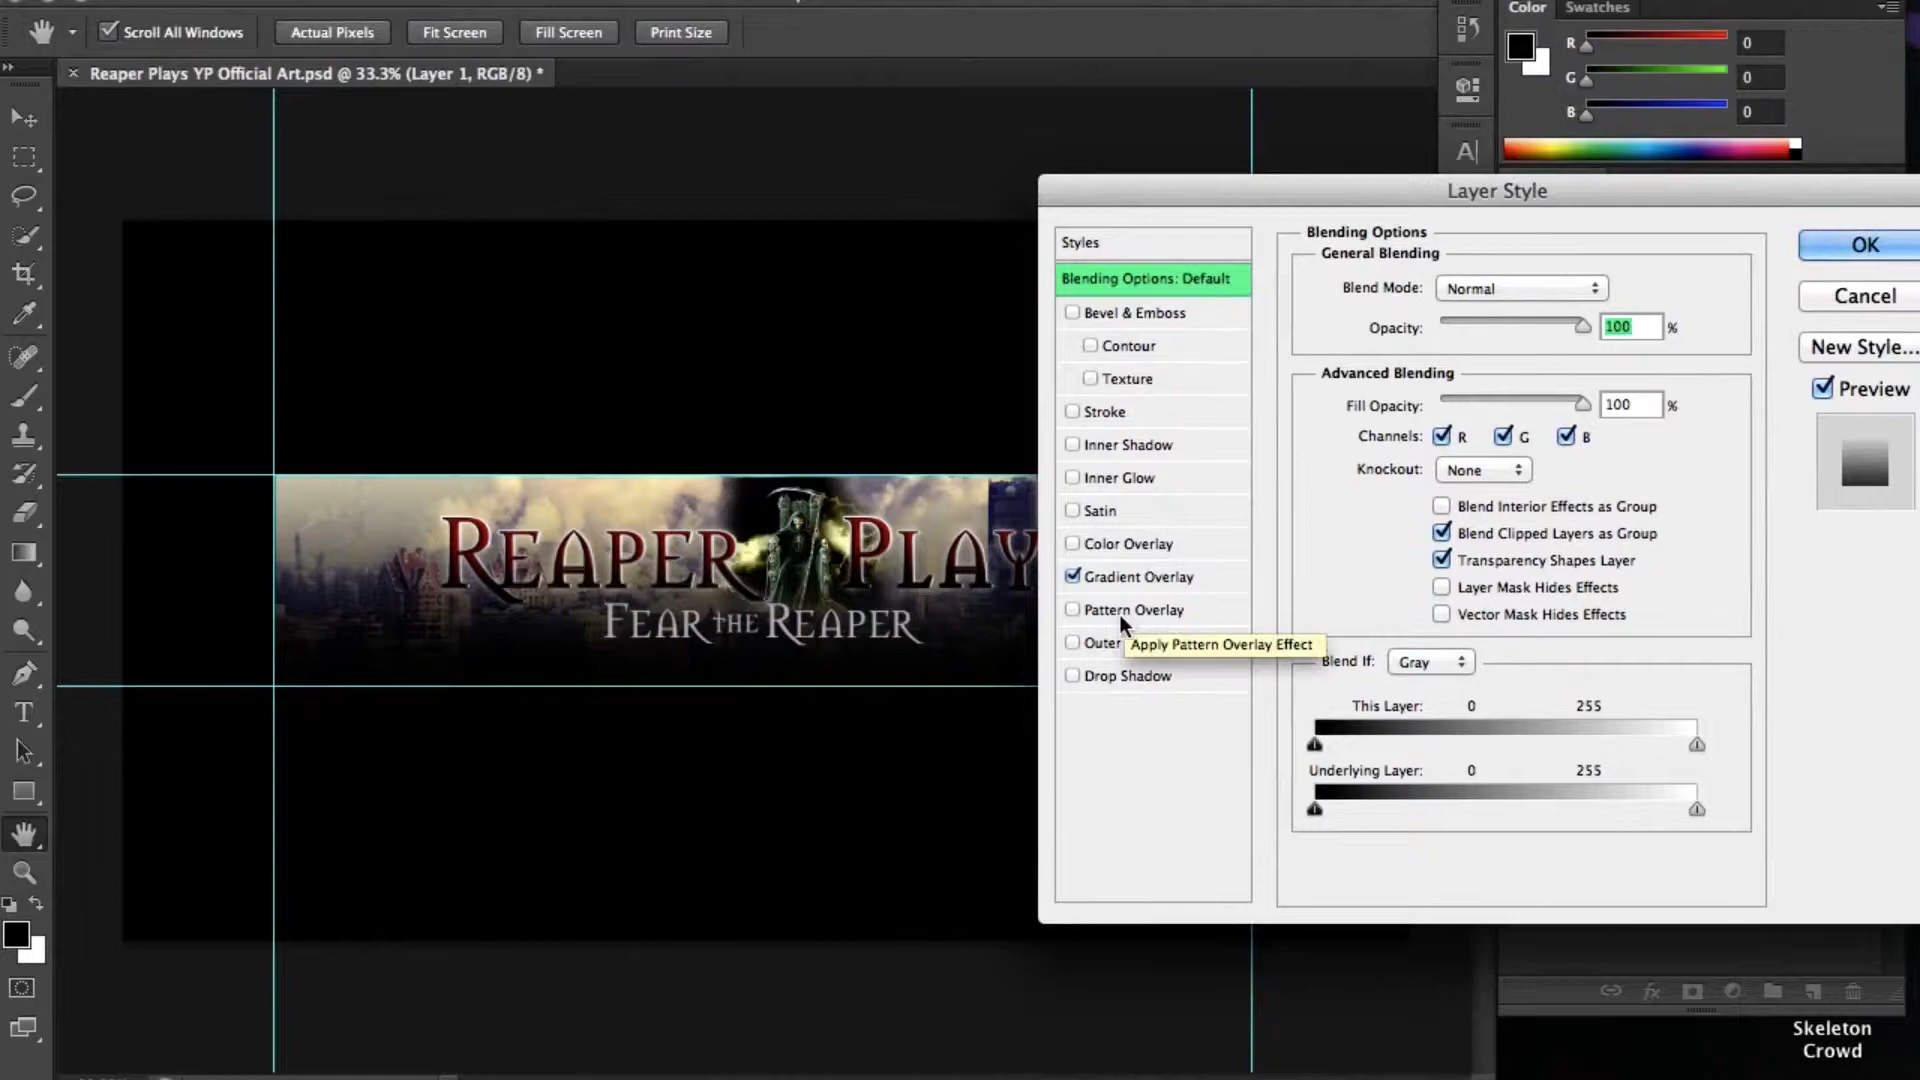 Scroll All Windows
Actual Pixels
Fit Screen
Fill Screen
Print Size
Color
Swatches
R
0
G
0
B
0
× Reaper Plays YP Official Art.psd @ 33.3% (Layer 1, RGB/8) *
A|
Layer Style
Styles
Blending Options: Default
Bevel & Emboss
Contour
Texture
Stroke
Inner Shadow
Inner Glow
Satin
Color Overlay
Gradient Overlay
Pattern Overlay
Outer
Drop Shadow
Apply Pattern Overlay Effect
Blending Options
General Blending
Blend Mode: Normal
Opacity: 100 %
Advanced Blending
Fill Opacity: 100 %
Channels: R G B
Knockout: None
Blend Interior Effects as Group
Blend Clipped Layers as Group
Transparency Shapes Layer
Layer Mask Hides Effects
Vector Mask Hides Effects
Blend If: Gray
This Layer: 0 255
Underlying Layer: 0 255
OK
Cancel
New Style...
Preview
REAPER PLAY
FEAR THE REAPER
T
fx
Skeleton
Crowd